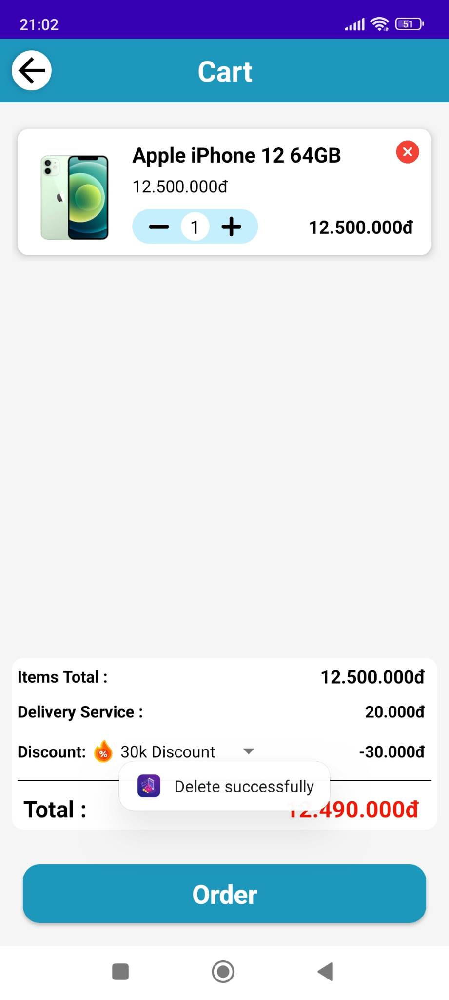 21:02
51
Cart
Apple iPhone 12 64GB
12.500.000đ
1
12.500.000đ
Items Total :
12.500.000đ
Delivery Service :
20.000đ
Discount:
%
30k Discount
-30.000đ
Delete successfully
Total :
12.490.000đ
Order